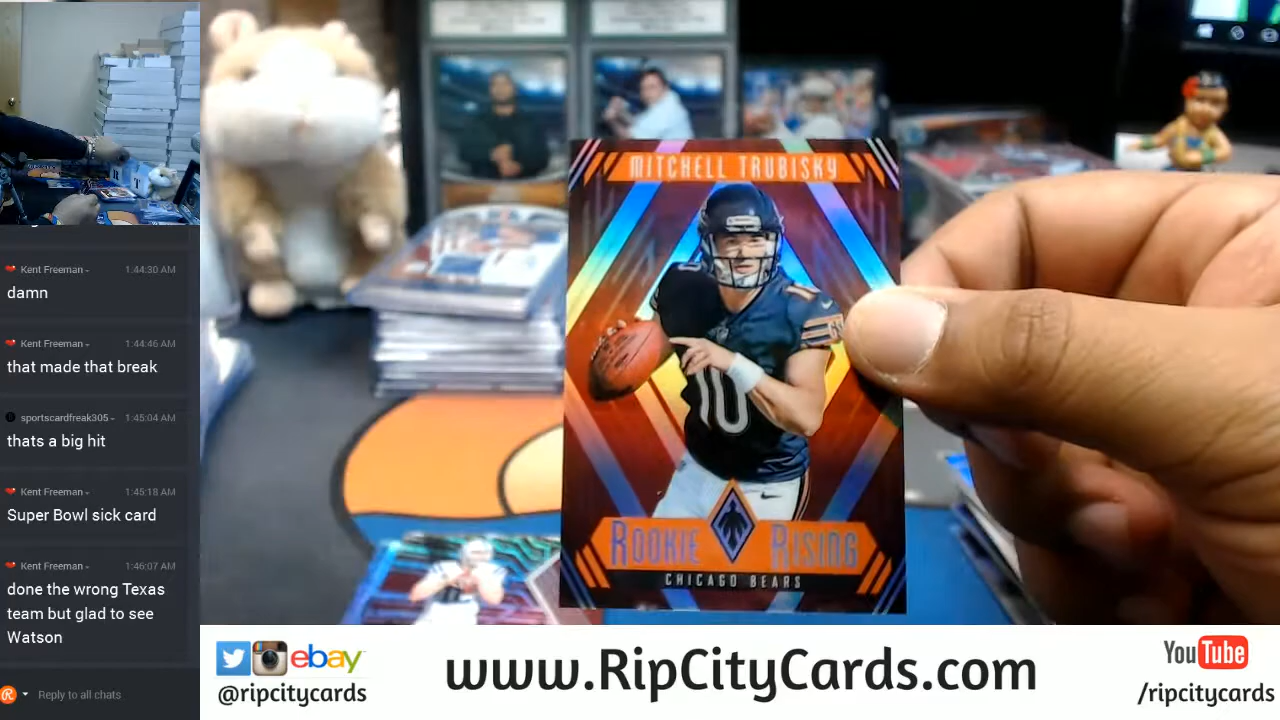 Kent Freeman 1:44:30 AM
damn
Kent Freeman 1:44:46 AM
that made that break
sportscardfreak305 1:45:04 AM
thats a big hit
Kent Freeman 1:45:18 AM
Super Bowl sick card
Kent Freeman 1:46:07 AM
done the wrong Texas
team but glad to see
Watson
Reply to all chats
MITCHELL TRUBISKY
10
10
ROOKIE RISING
CHICAGO BEARS
ebay
@ripcitycards
www.RipCityCards.com
YouTube
/ripcitycards